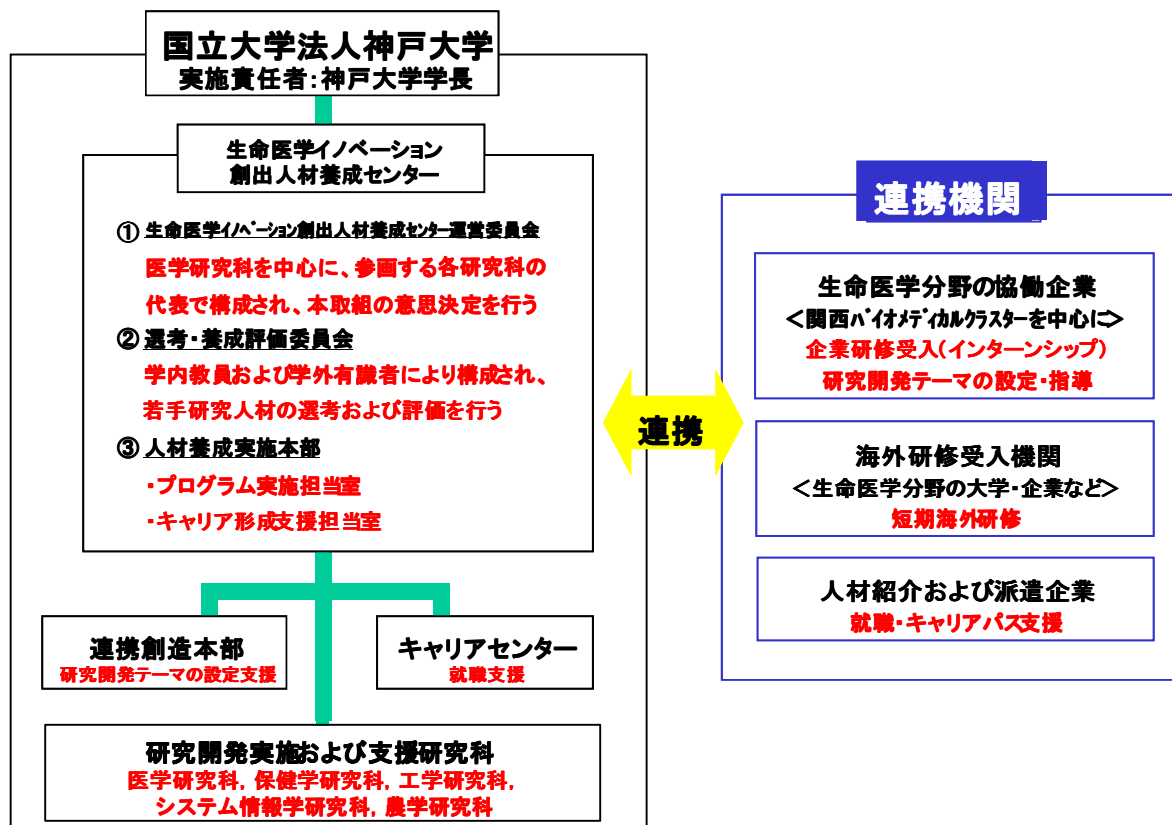 国立大学法人神戸大学
実施責任者:神戸大学学長
生命医学イノベーション
創出人材養成センター
① 生命医学イノベーション創出人材養成センター運営委員会
医学研究科を中心に、参画する各研究科の
代表で構成され、本取組の意思決定を行う
② 選考・養成評価委員会
学内教員および学外有識者により構成され、
若手研究人材の選考および評価を行う
③ 人材養成実施本部
・プログラム実施担当室
・キャリア形成支援担当室
連携創造本部
研究開発テーマの設定支援
キャリアセンター
就職支援
研究開発実施および支援研究科
医学研究科, 保健学研究科, 工学研究科,
システム情報学研究科, 農学研究科
連携
連携機関
生命医学分野の協働企業
<関西バイオメディカルクラスターを中心に>
企業研修受入(インターンシップ)
研究開発テーマの設定・指導
海外研修受入機関
<生命医学分野の大学・企業など>
短期海外研修
人材紹介および派遣企業
就職・キャリアパス支援